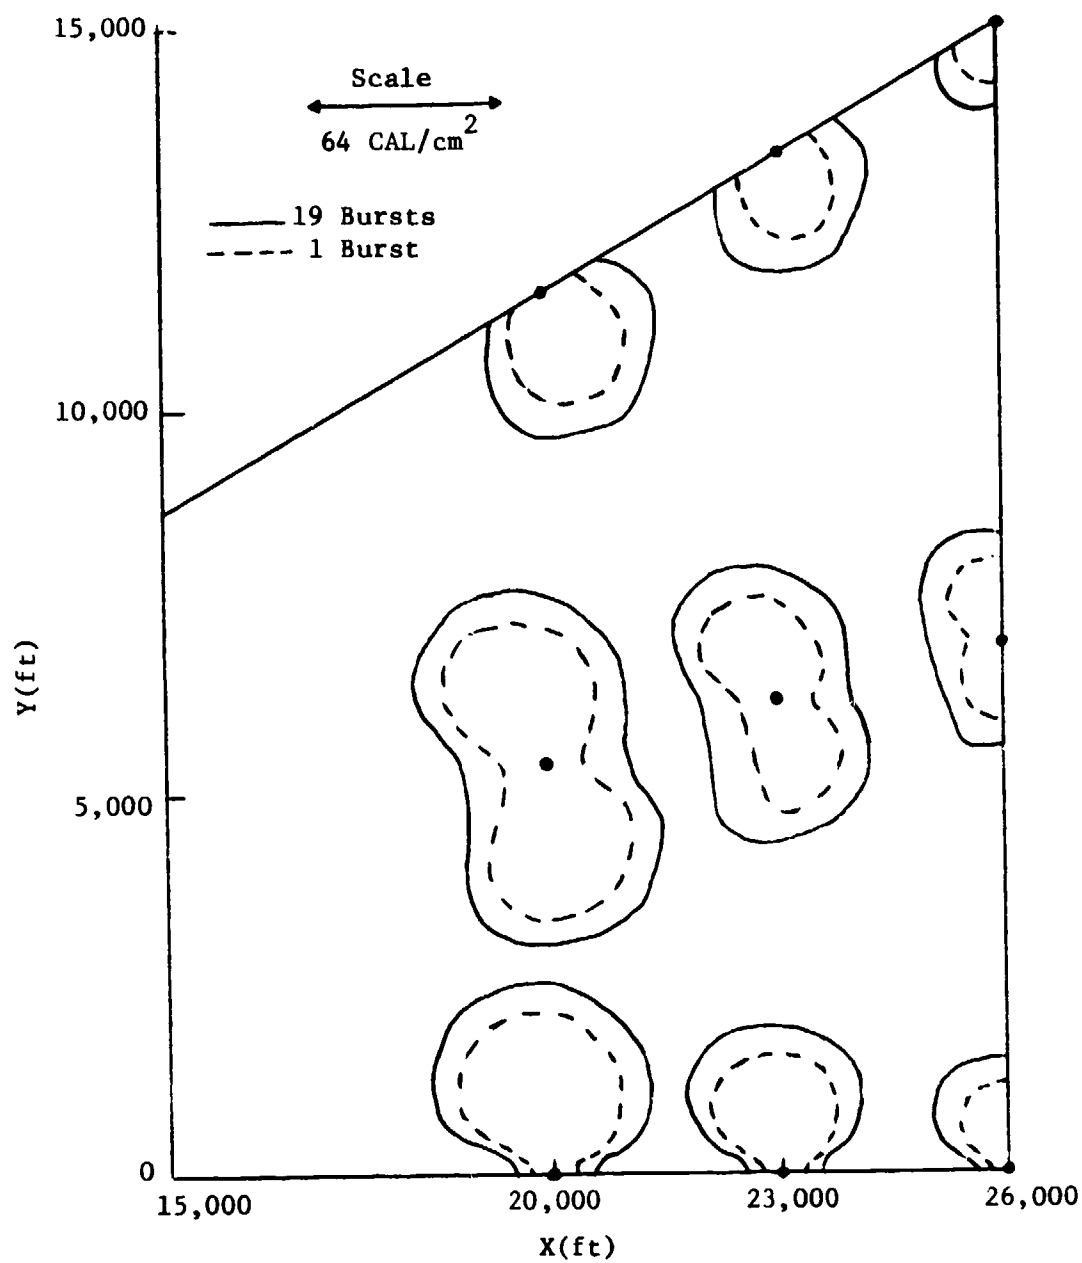 15,000
Scale
64 CAL/cm2
19 Bursts
1 Burst
10,000
Y(ft)
5,000
0
15,000
20,000
23,000
26,000
X(ft)